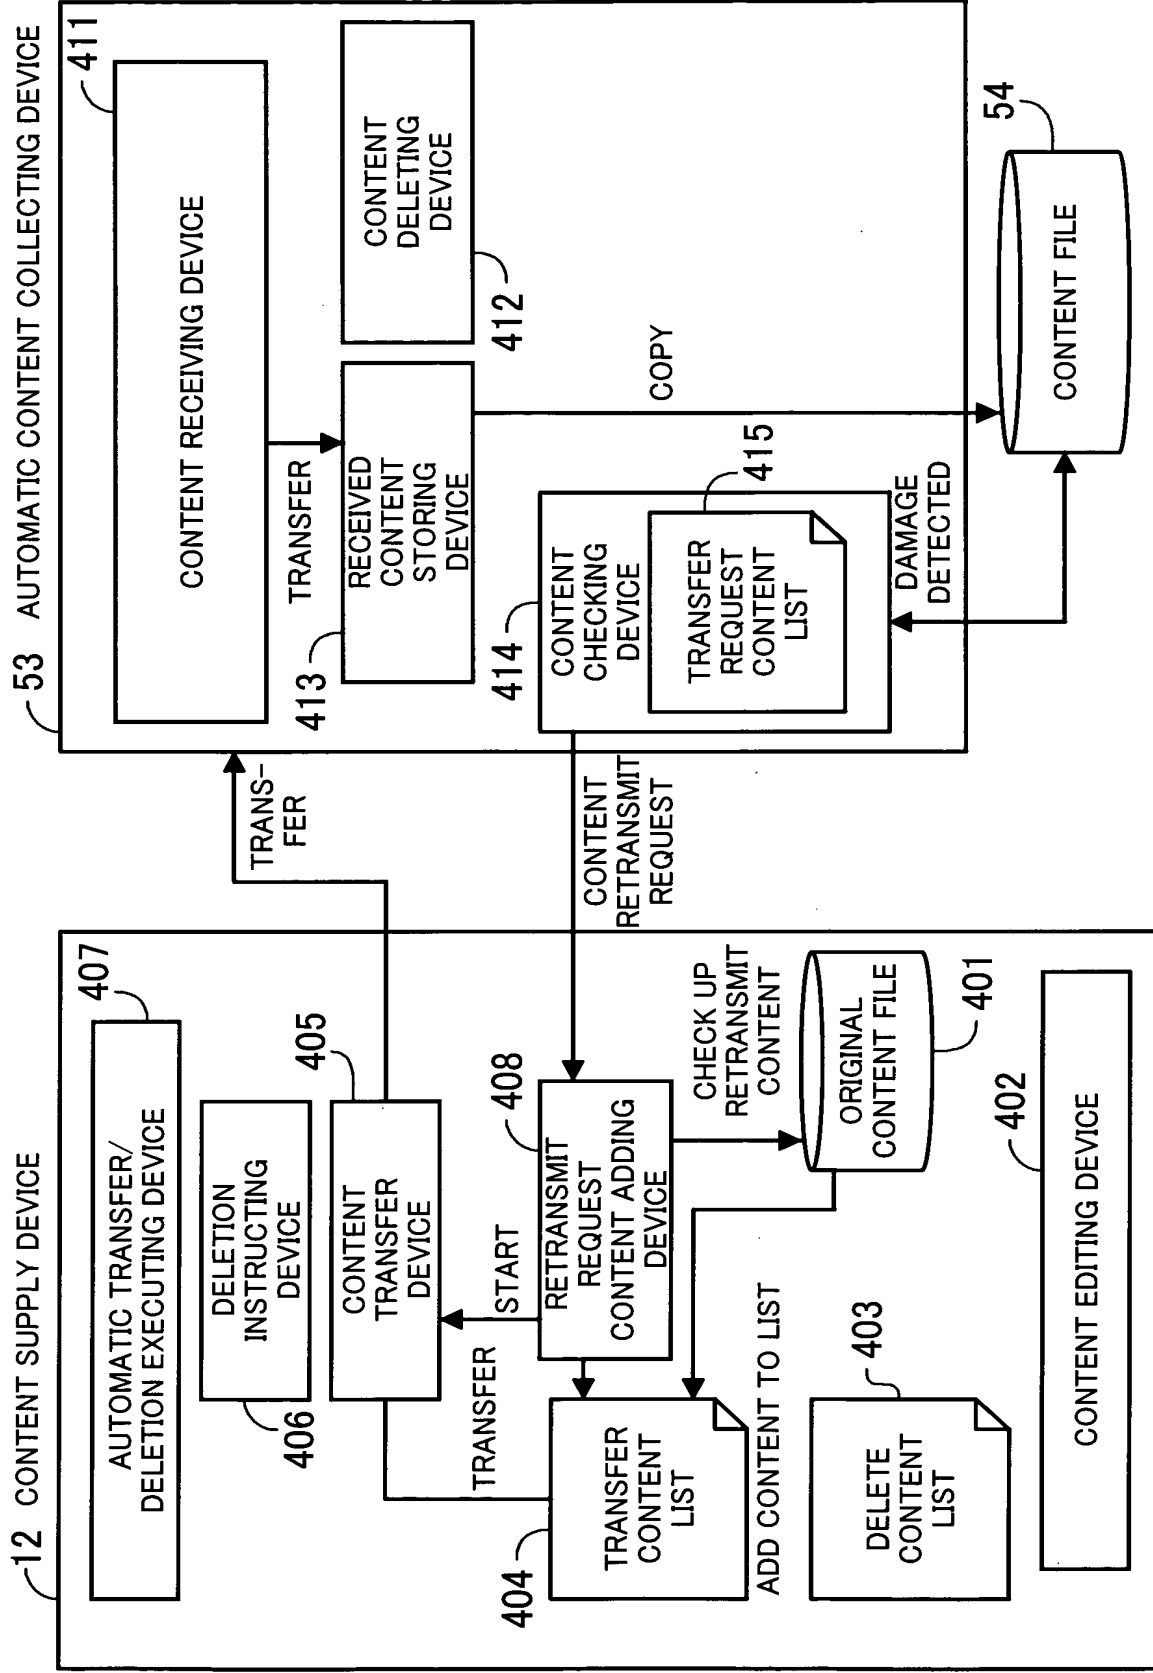 12 CONTENT SUPPLY DEVICE
AUTOMATIC TRANSFER/
DELETION EXECUTING DEVICE
407
DELETION
INSTRUCTING
DEVICE
406
CONTENT
TRANSFER
DEVICE
405
TRANSFER
START
RETRANSMIT
REQUEST
CONTENT ADDING
DEVICE
408
TRANSFER
CONTENT
LIST
404
CHECK UP
RETRANSMIT
CONTENT
ADD CONTENT TO LIST
ORIGINAL
CONTENT FILE
401
DELETE
CONTENT
LIST
403
CONTENT EDITING DEVICE
402
TRANS-
FER
CONTENT
RETRANSMIT
REQUEST
53 AUTOMATIC CONTENT COLLECTING DEVICE
CONTENT RECEIVING DEVICE
411
TRANSFER
RECEIVED
CONTENT
STORING
DEVICE
413
CONTENT
DELETING
DEVICE
412
COPY
CONTENT
CHECKING
DEVICE
414
TRANSFER
REQUEST
CONTENT
LIST
415
DAMAGE
DETECTED
CONTENT FILE
54